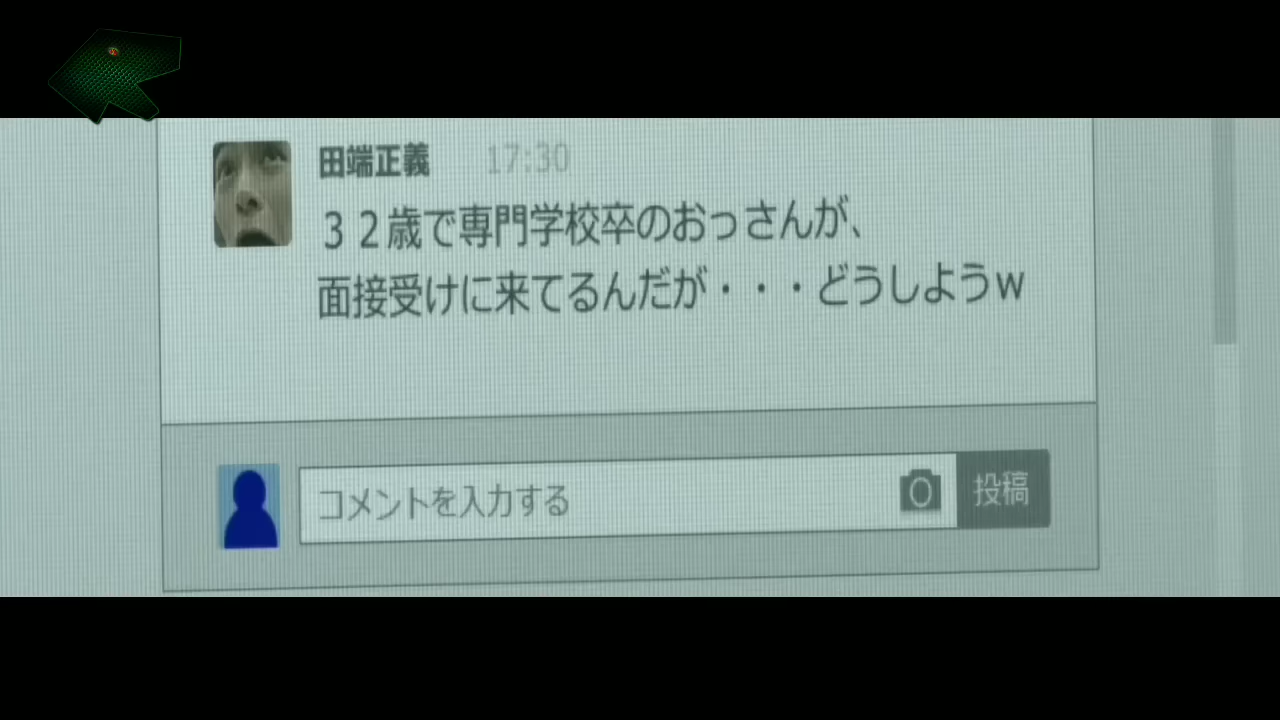 田端正義 17:30
３２歳で専門学校卒のおっさんが、
面接受けに来てるんだが・・・どうしようｗ
コメントを入力する
投稿